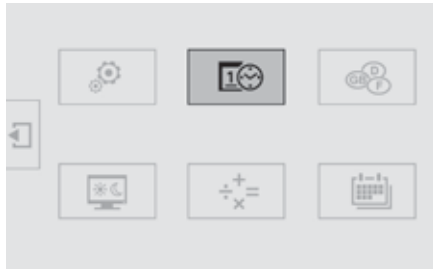 1
GB D F
÷ + × =